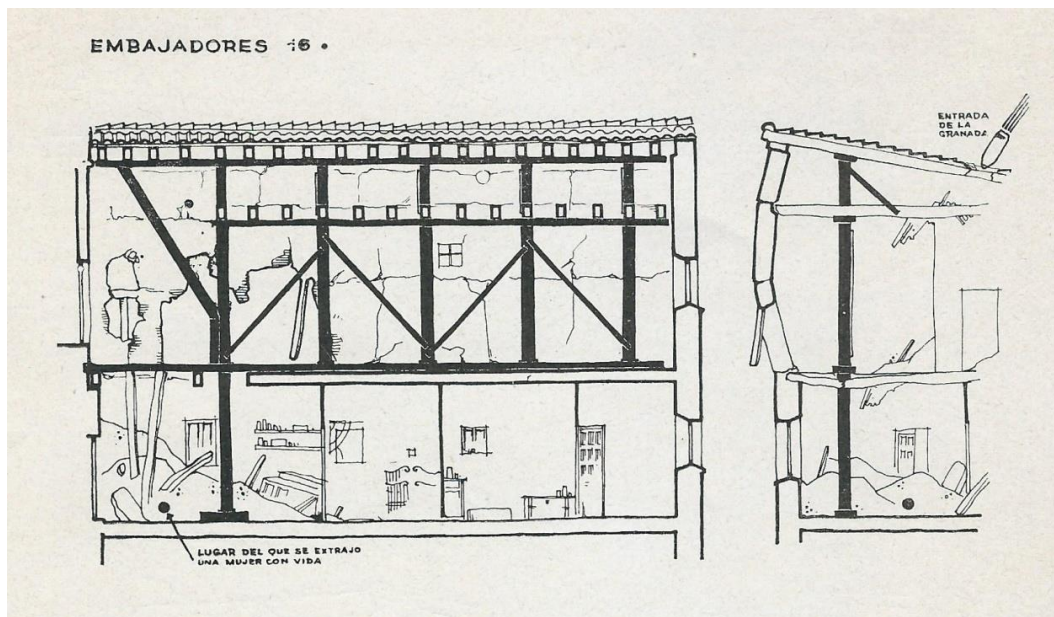 EMBAJADORES 16.
ENTRADA
DE LA
GRANADA
LUGAR DEL QUE SE EXTRAJO
UNA MUJER CON VIDA